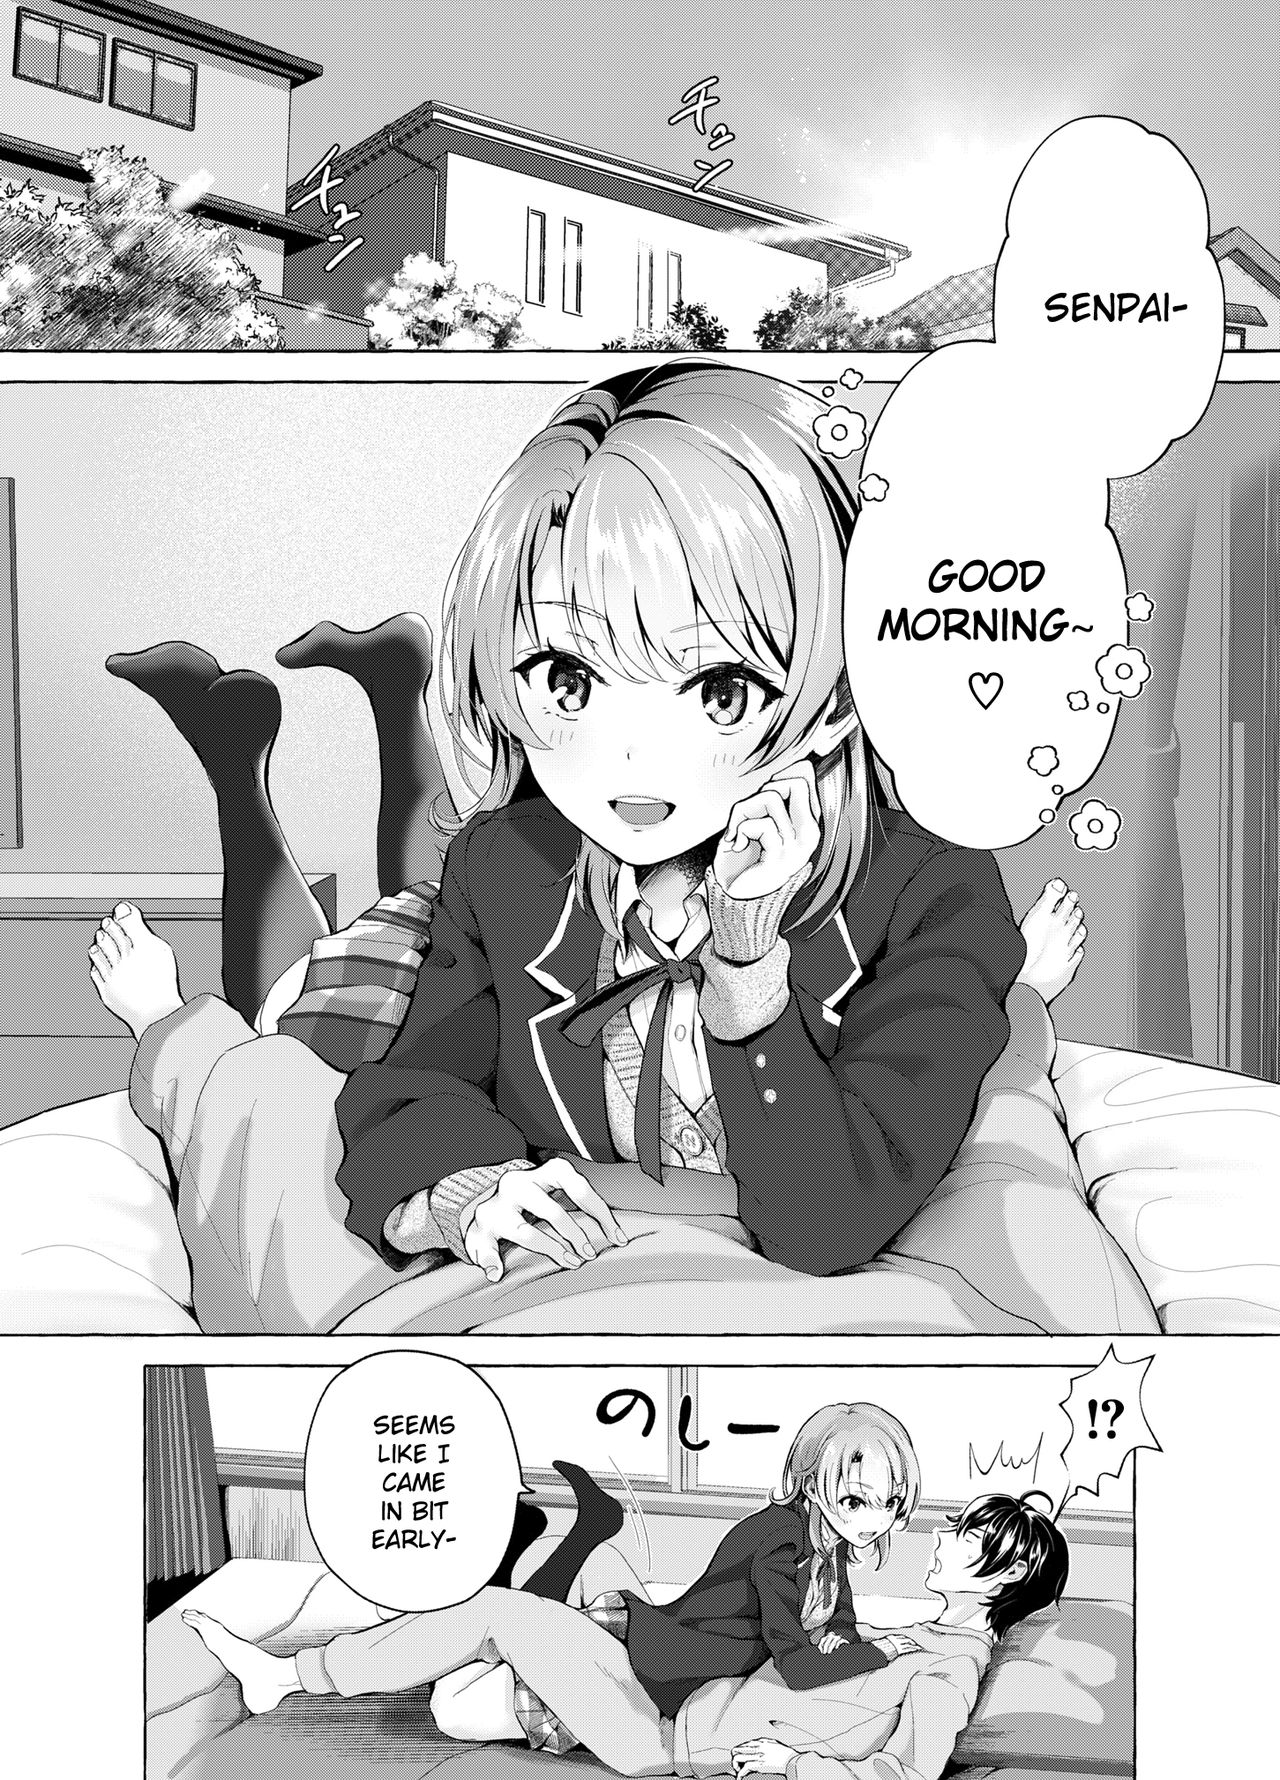 チュン
チュン
SENPAI-
GOOD
MORNING~
♡
!?
のしー
SEEMS
LIKE I
CAME
IN BIT
EARLY-